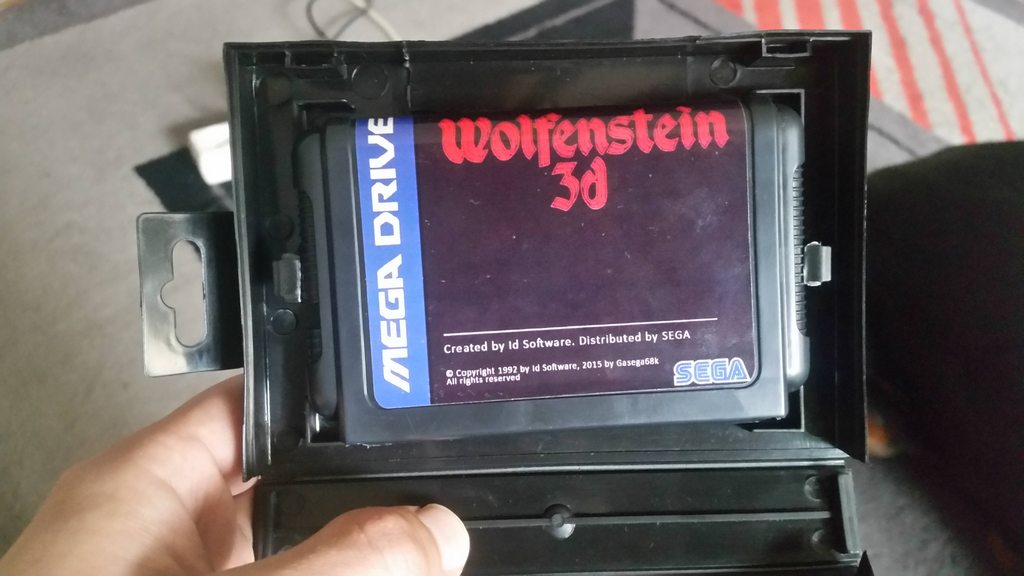 MEGA DRIVE
Wolfenstein
3d
Created by Id Software. Distributed by SEGA
© Copyright 1992 by Id Software, 2015 by Gasega68k
All rights reserved
SEGA